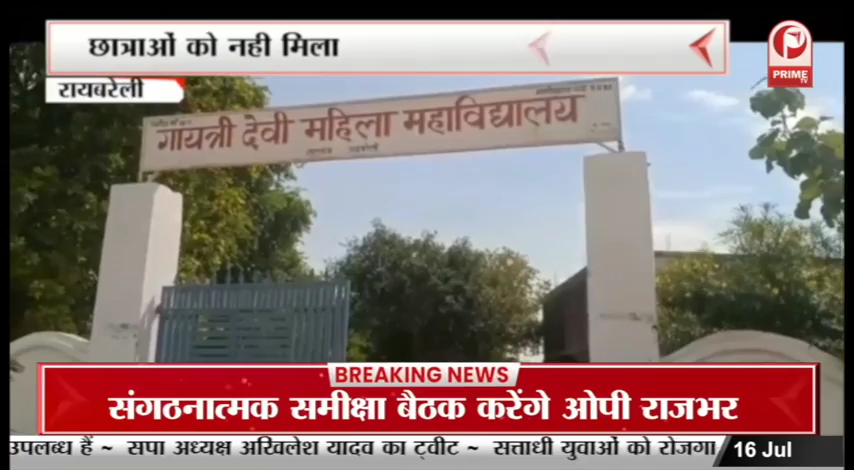 छात्राओं को नही मिला
PRIME
TV
रायबरेली
गायत्री देवी महिला महाविद्यालय
BREAKING NEWS
संगठनात्मक समीक्षा बैठक करेंगे ओपी राजभर
उपलब्ध हैं ~ सपा अध्यक्ष अखिलेश यादव का ट्वीट ~ सत्ताधी युवाओं को रोजगा
16 Jul